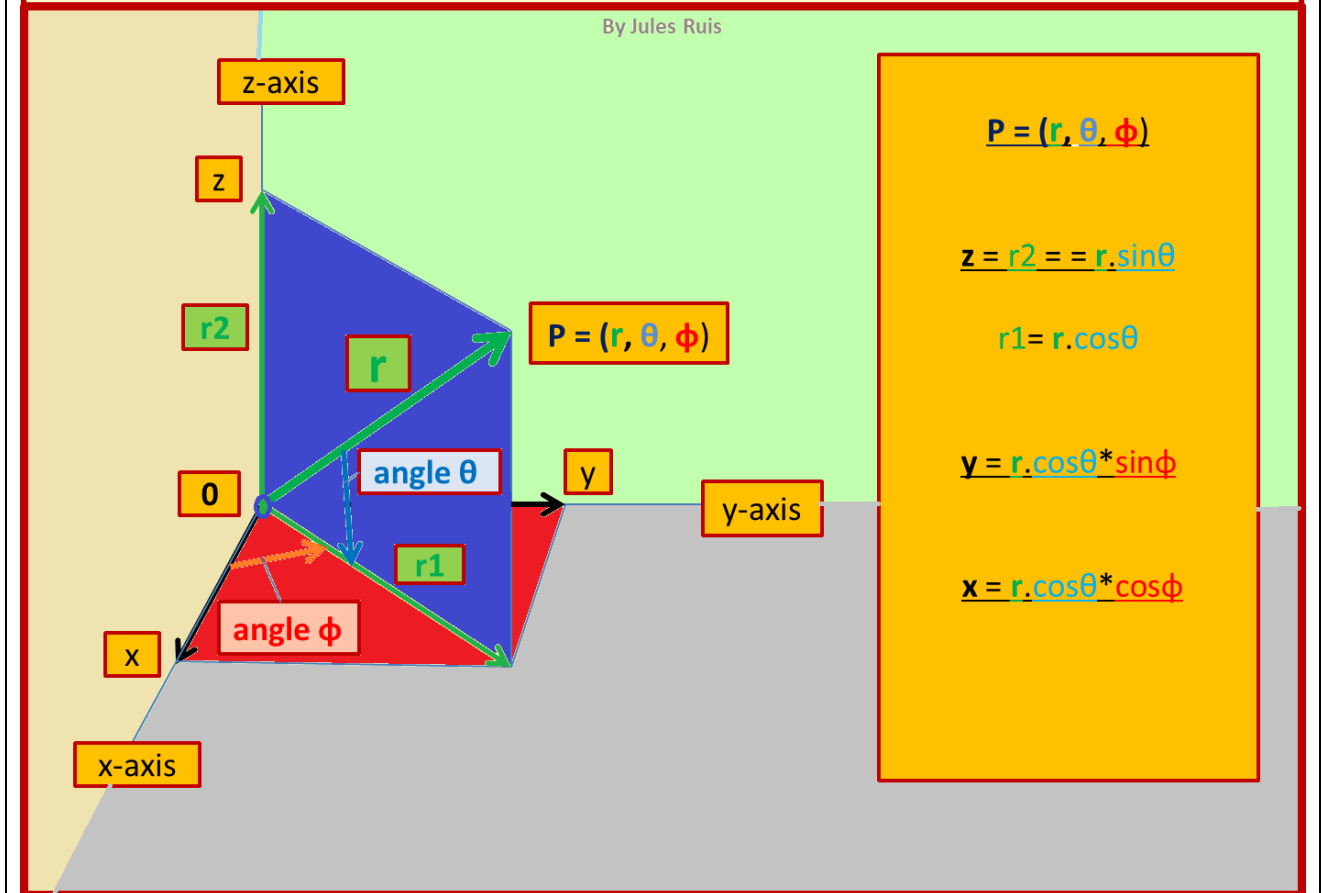 By Jules Ruis
z-axis
P = (r, θ, ϕ)
z
z = r2 = = r.sinθ
r2
r
P = (r, θ, ϕ)
r1= r.cosθ
angle θ
y
y = r.cosθ*sinϕ
0
y-axis
r1
x = r.cosθ*cosϕ
angle ϕ
x
x-axis